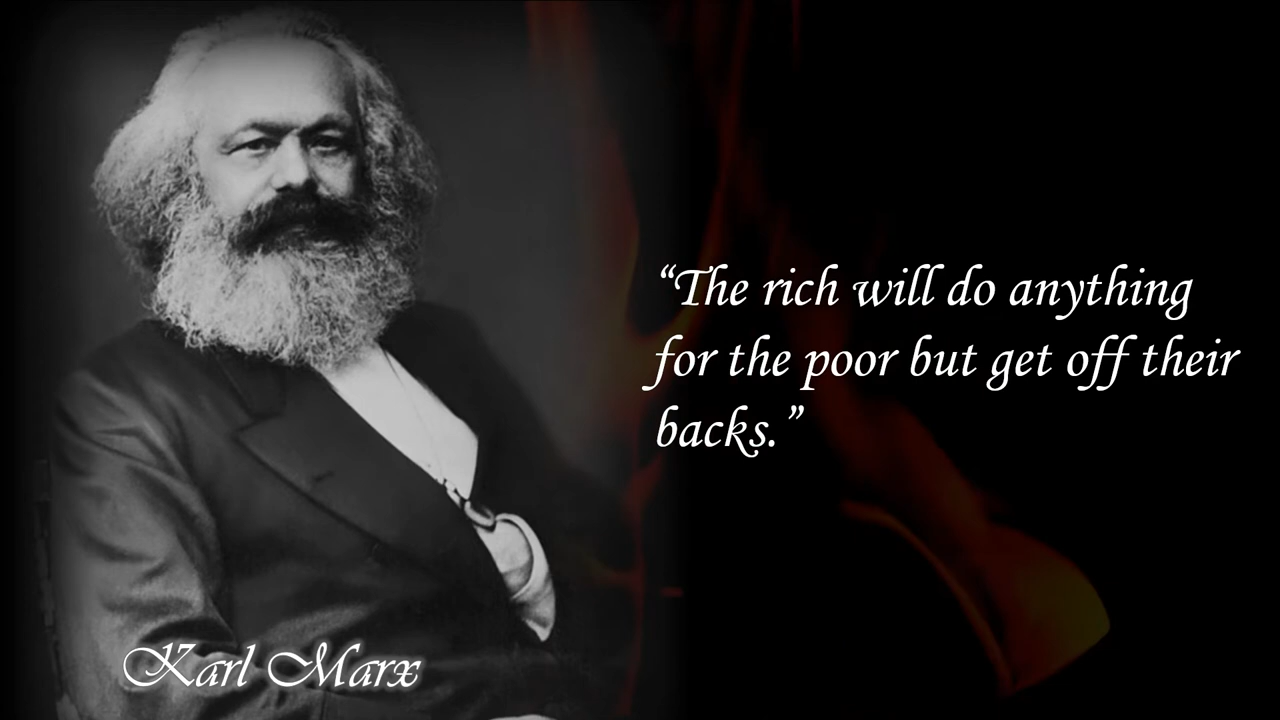 “The rich will do anything
for the poor but get off their
backs.”
Karl Marx